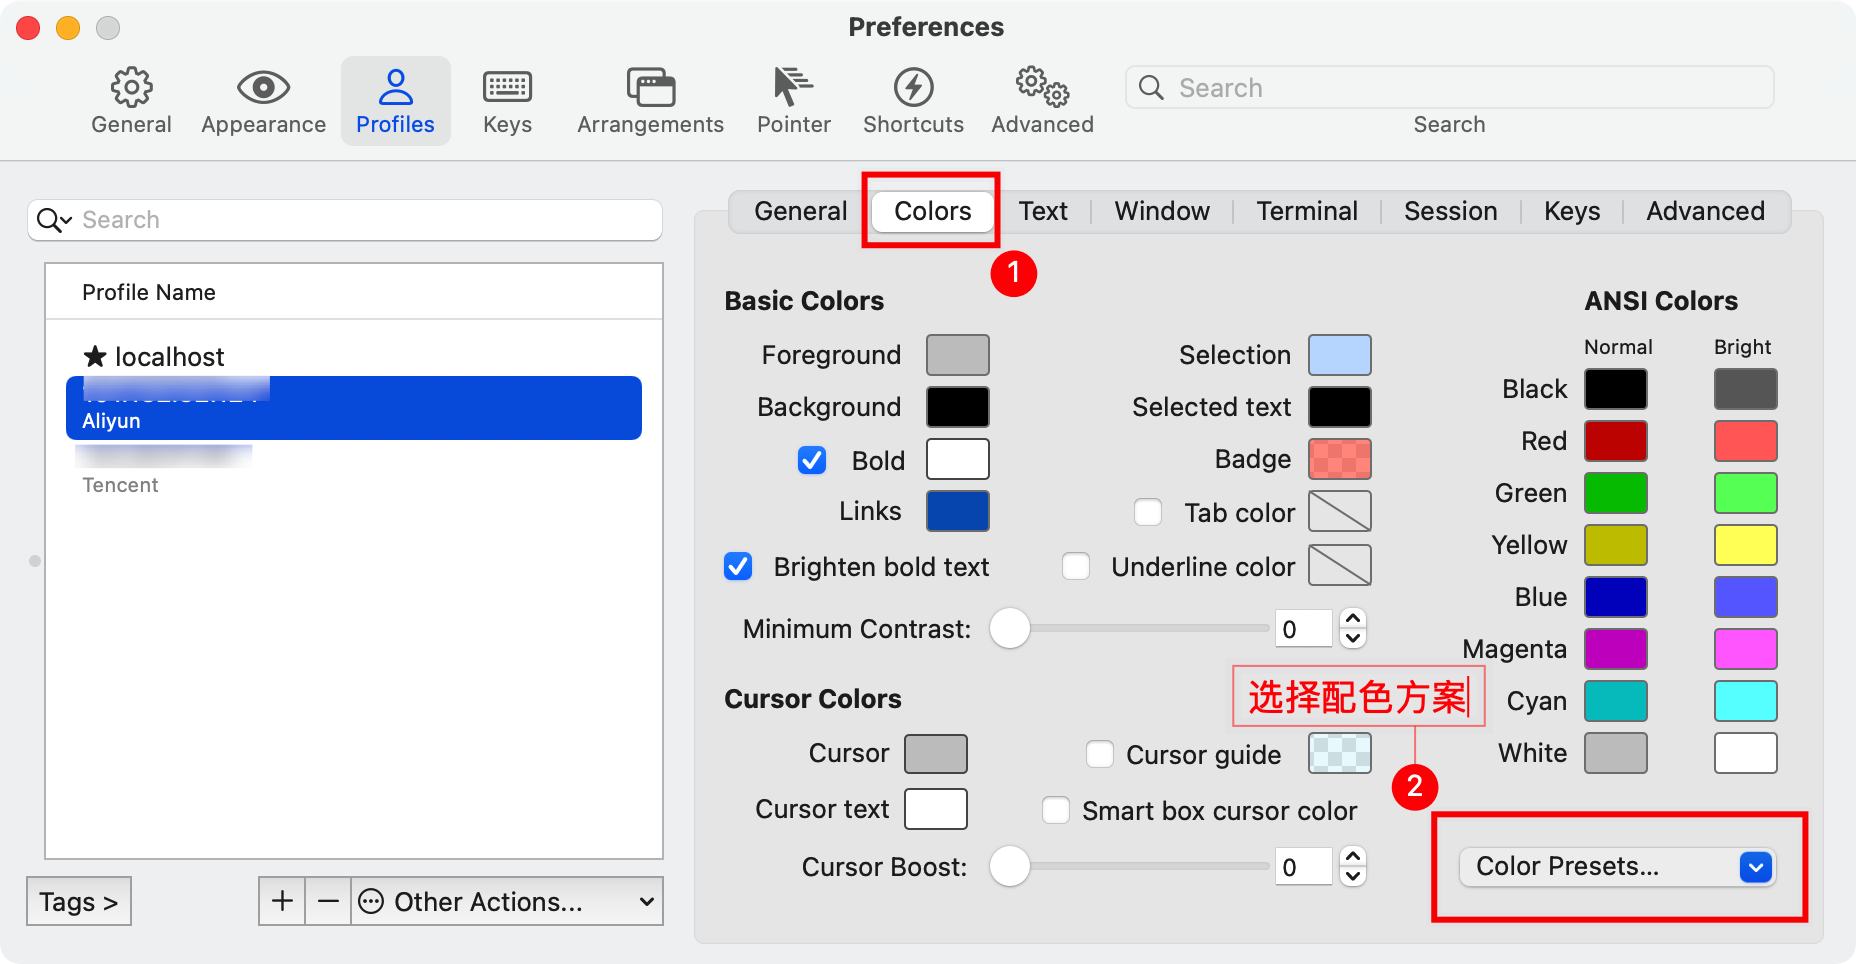 Preferences
General
Appearance
Profiles
Keys
Arrangements
Pointer
Shortcuts
Advanced
Search
Search
Search
Profile Name
★ localhost
Aliyun
Tencent
Tags >
+
−
Other Actions...
General
Colors
Text
Window
Terminal
Session
Keys
Advanced
1
Basic Colors
Foreground
Background
Bold
Links
Brighten bold text
Selection
Selected text
Badge
Tab color
Underline color
Minimum Contrast:
0
Cursor Colors
Cursor
Cursor text
Cursor guide
Smart box cursor color
Cursor Boost:
0
ANSI Colors
Normal
Bright
Black
Red
Green
Yellow
Blue
Magenta
Cyan
White
选择配色方案
2
Color Presets...